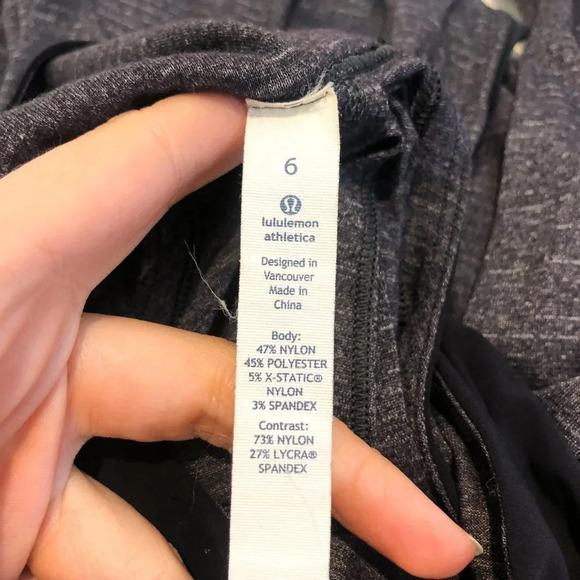 6
lululemon
athletica
Designed in
Vancouver
Made in
China
Body:
47% NYLON
45% POLYESTER
5% X-STATIC®
NYLON
3% SPANDEX
Contrast:
73% NYLON
27% LYCRA®
SPANDEX